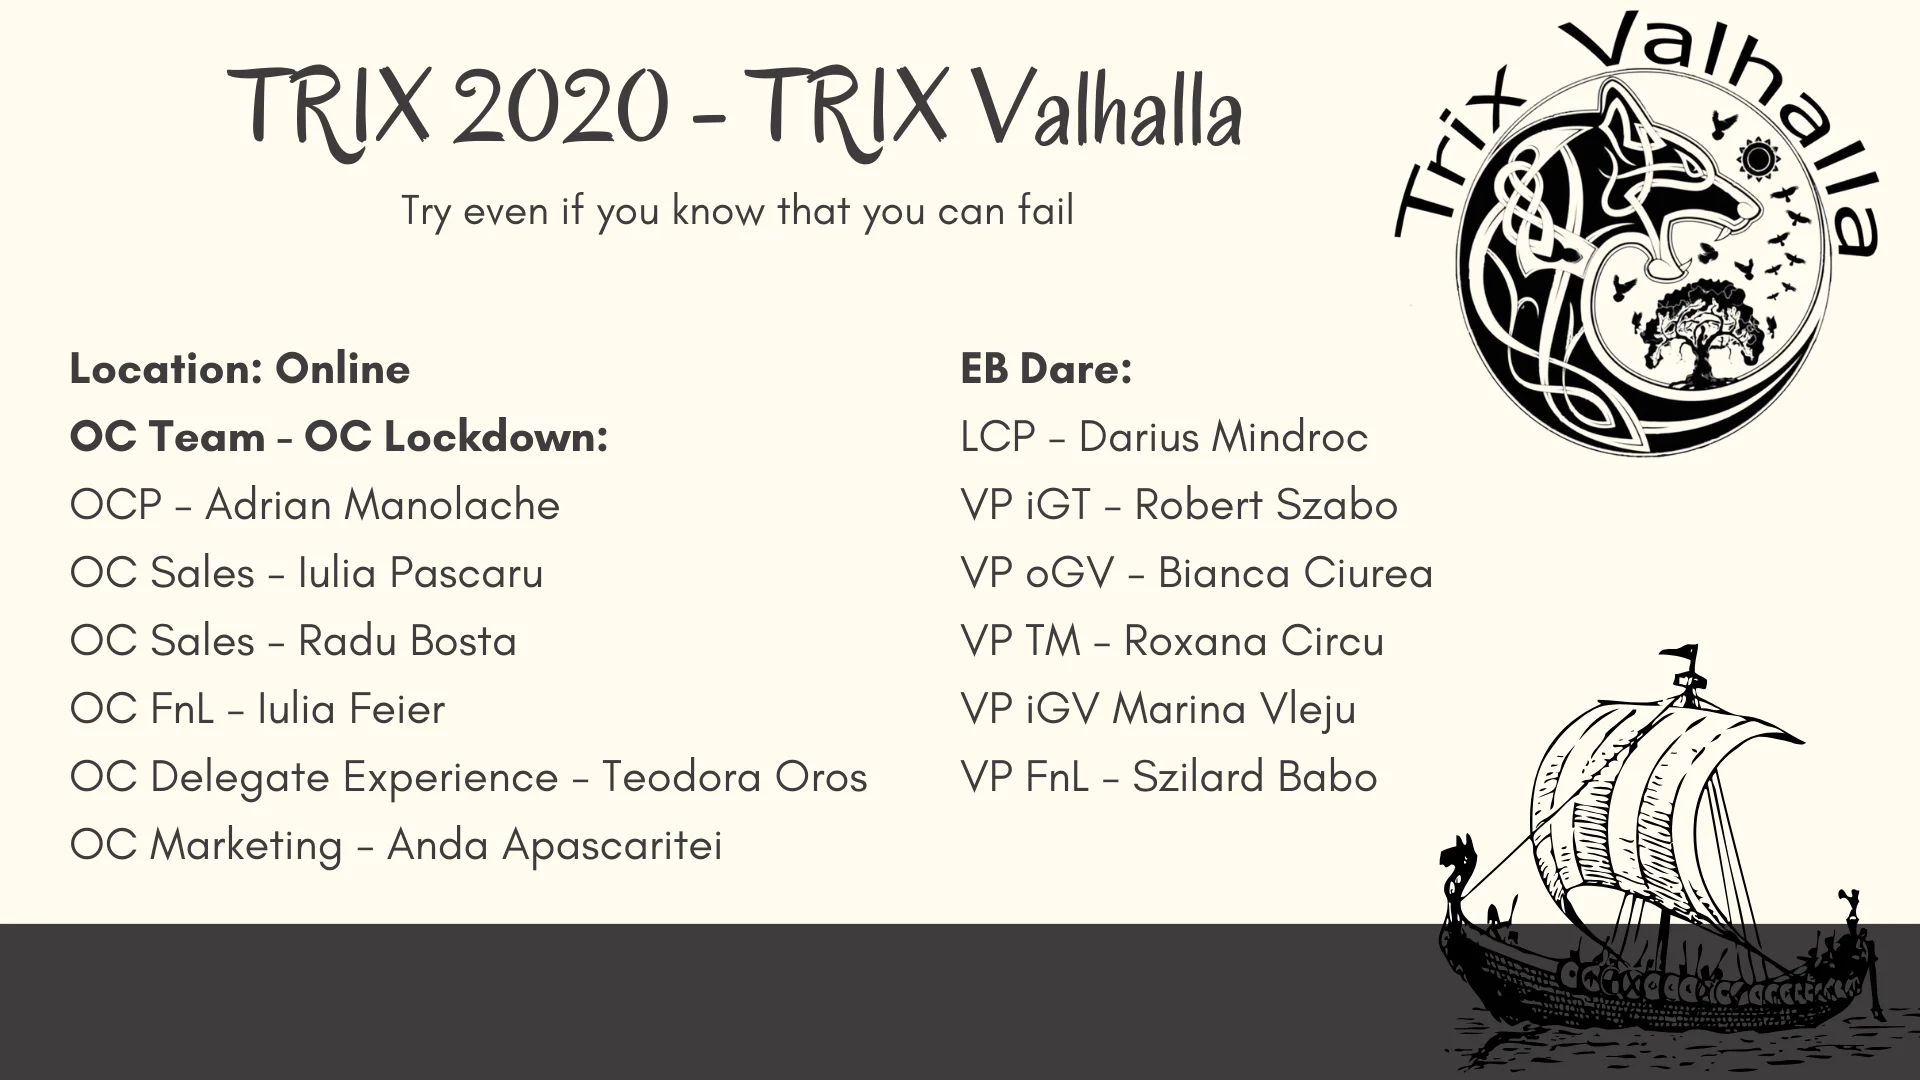 TRIX 2020 - TRIX Valhalla
Try even if you know that you can fail
Trix Valhalla
Location: Online
OC Team - OC Lockdown:
OCP - Adrian Manolache
OC Sales - Iulia Pascaru
OC Sales - Radu Bosta
OC FnL - Iulia Feier
OC Delegate Experience - Teodora Oros
OC Marketing - Anda Apascaritei
EB Dare:
LCP - Darius Mindroc
VP iGT - Robert Szabo
VP oGV - Bianca Ciurea
VP TM - Roxana Circu
VP iGV Marina Vleju
VP FnL - Szilard Babo